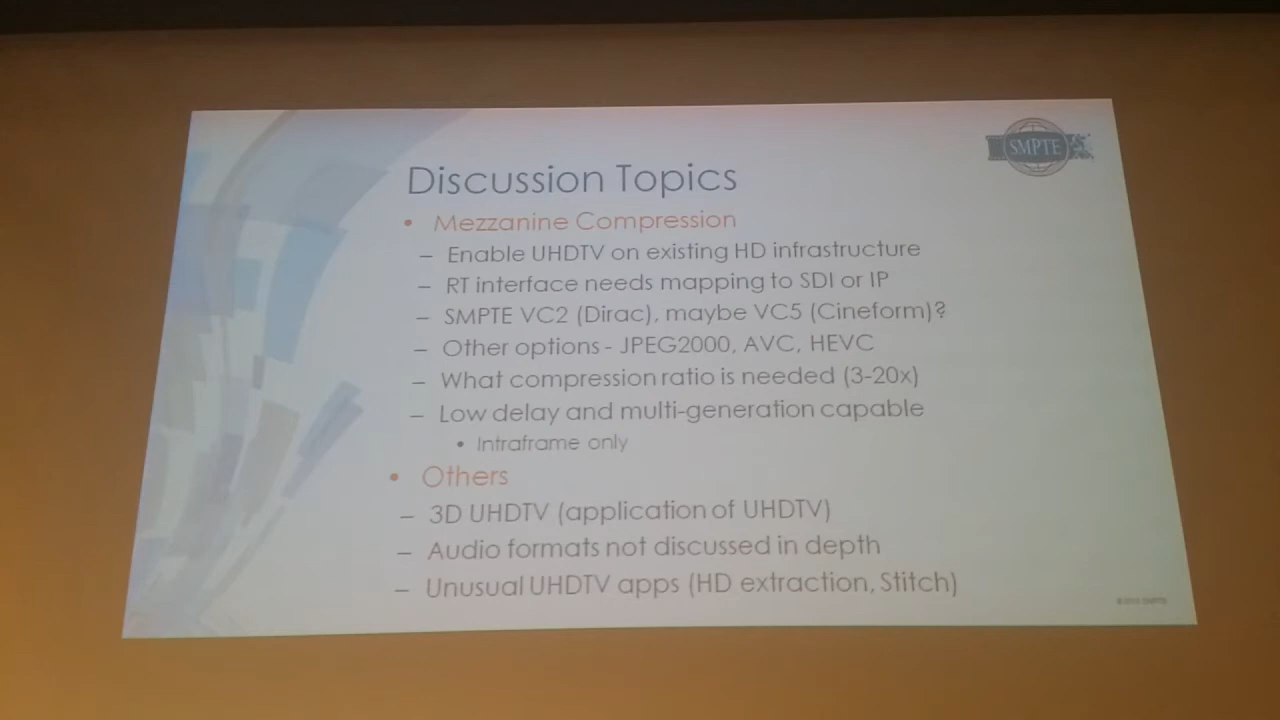 SMPTE
Discussion Topics
• Mezzanine Compression
– Enable UHDTV on existing HD infrastructure
– RT interface needs mapping to SDI or IP
– SMPTE VC2 (Dirac), maybe VC5 (Cineform)?
– Other options - JPEG2000, AVC, HEVC
– What compression ratio is needed (3-20x)
– Low delay and multi-generation capable
• Intraframe only
• Others
– 3D UHDTV (application of UHDTV)
– Audio formats not discussed in depth
– Unusual UHDTV apps (HD extraction, Stitch)